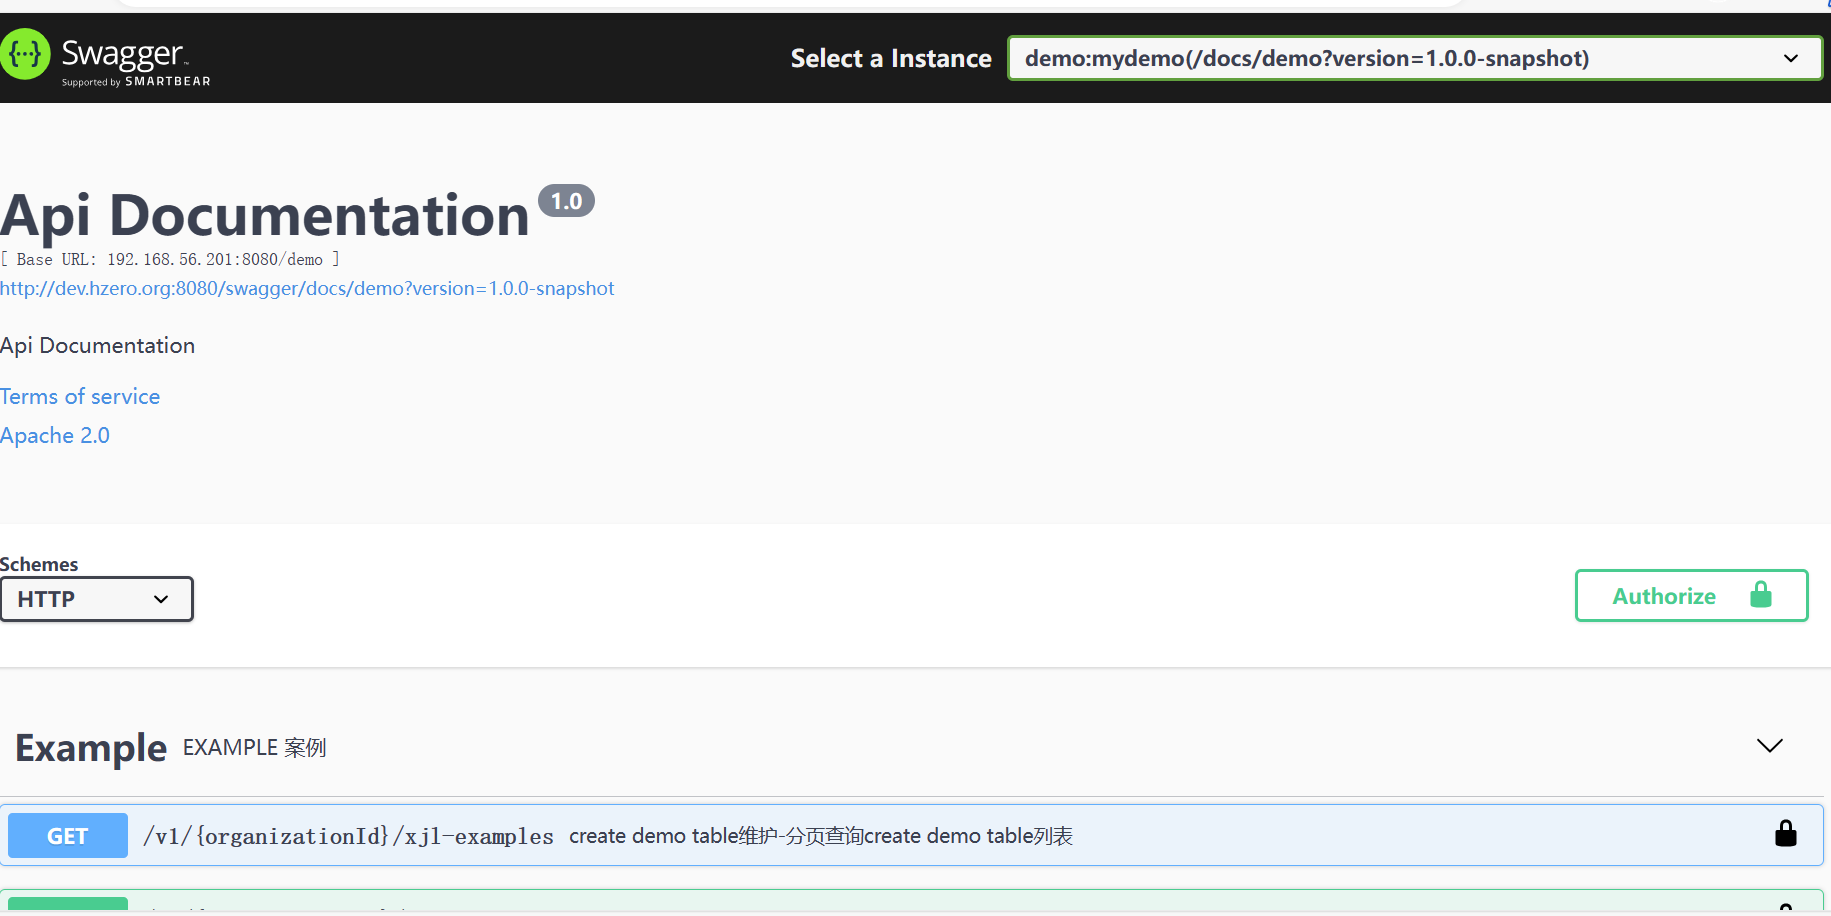 Swagger™
Supported by SMARTBEAR
Select a Instance
demo:mydemo(/docs/demo?version=1.0.0-snapshot)
Api Documentation 1.0
[ Base URL: 192.168.56.201:8080/demo ]
http://dev.hzero.org:8080/swagger/docs/demo?version=1.0.0-snapshot
Api Documentation
Terms of service
Apache 2.0
Schemes
HTTP
Authorize
Example EXAMPLE 案例
GET /v1/{organizationId}/xjl-examples create demo table维护-分页查询create demo table列表